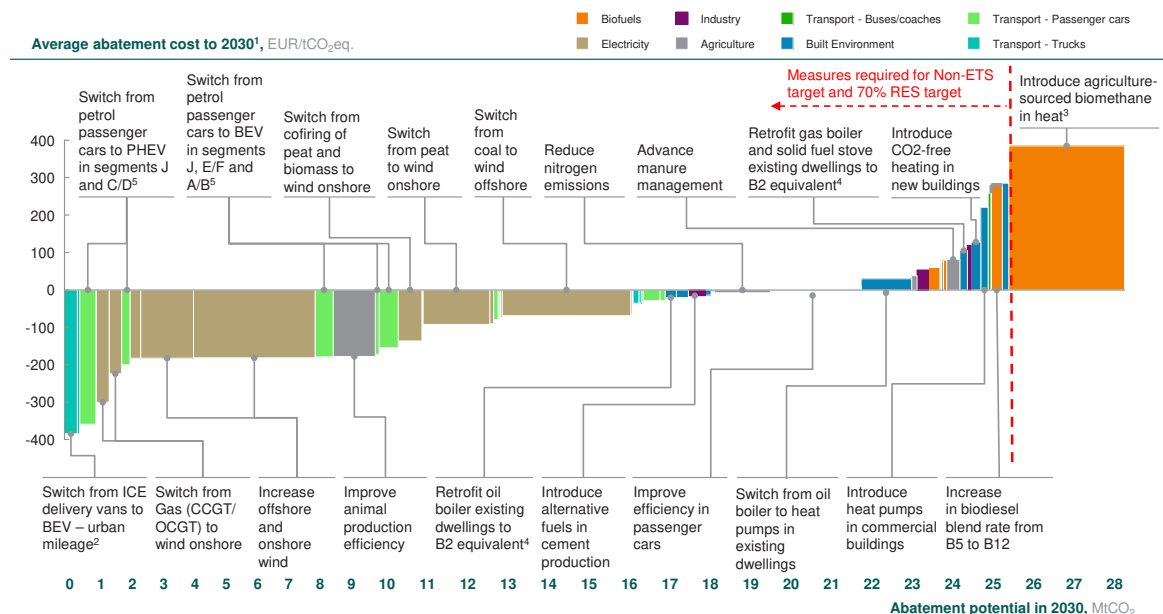 Biofuels
Industry
Transport - Buses/coaches
Transport - Passenger cars
Electricity
Agriculture
Built Environment
Transport - Trucks
Average abatement cost to 2030¹, EUR/tCO₂eq.
Measures required for Non-ETS
target and 70% RES target
Switch from
petrol
passenger
cars to PHEV
in segments J
and C/D⁵
Switch from
petrol
passenger
cars to BEV
in segments
J, E/F and
A/B⁵
Switch from
cofiring of
peat and
biomass to
wind onshore
Switch
from peat
to wind
onshore
Switch
from
coal to
wind
offshore
Reduce
nitrogen
emissions
Advance
manure
management
Retrofit gas boiler
and solid fuel stove
existing dwellings to
B2 equivalent⁴
Introduce
CO2-free
heating in
new buildings
Introduce agriculture-
sourced biomethane
in heat³
400
300
200
100
0
-100
-200
-300
-400
Switch from ICE
delivery vans to
BEV – urban
mileage²
Switch from
Gas (CCGT/
OCGT) to
wind onshore
Increase
offshore
and
onshore
wind
Improve
animal
production
efficiency
Retrofit oil
boiler existing
dwellings to
B2 equivalent⁴
Introduce
alternative
fuels in
cement
production
Improve
efficiency in
passenger
cars
Switch from oil
boiler to heat
pumps in
existing
dwellings
Introduce
heat pumps
in commercial
buildings
Increase
in biodiesel
blend rate from
B5 to B12
0 1 2 3 4 5 6 7 8 9 10 11 12 13 14 15 16 17 18 19 20 21 22 23 24 25 26 27 28
Abatement potential in 2030, MtCO₂